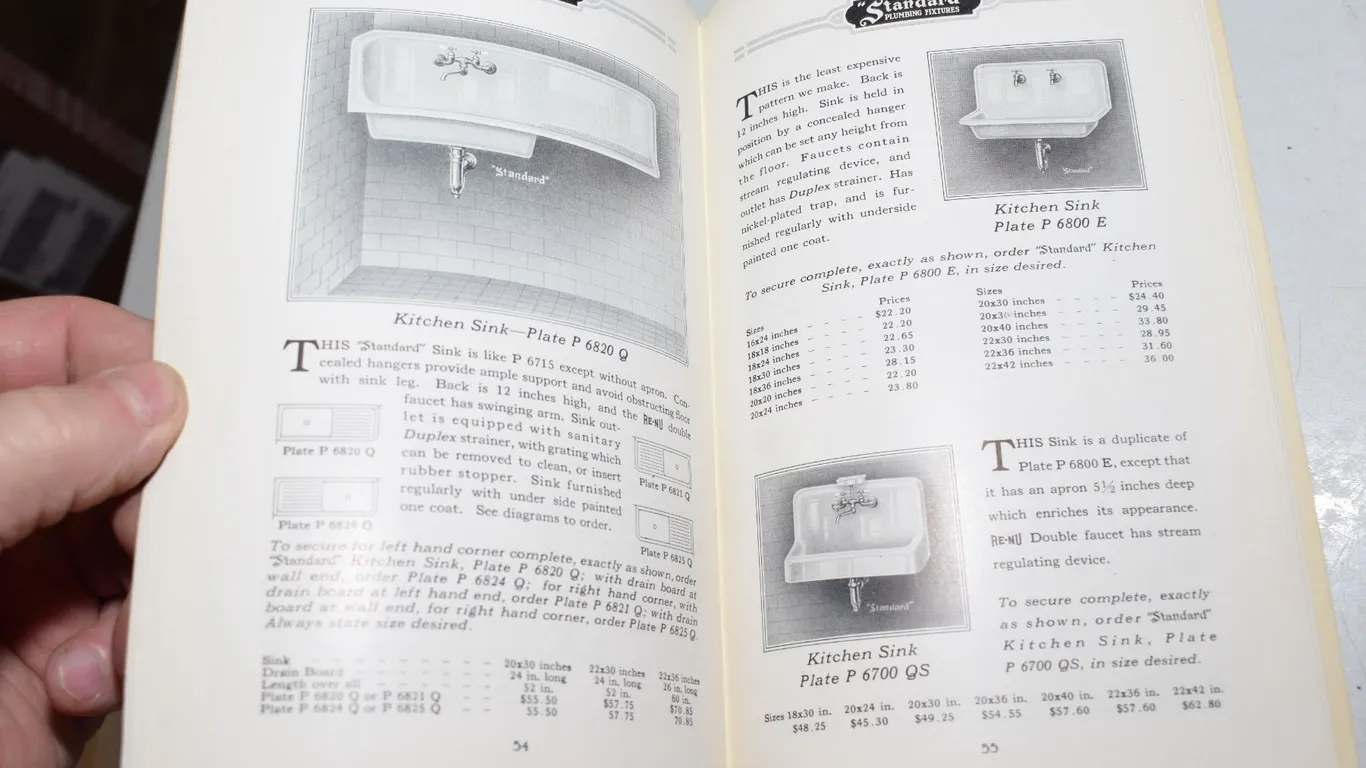 "Standard"
Kitchen Sink—Plate P 6820 Q
THIS "Standard" Sink is like P 6715 except without apron. Con-
cealed hangers provide ample support and avoid obstructing floor
with sink leg. Back is 12 inches high, and the RE-NU double
faucet has swinging arm. Sink out-
let is equipped with sanitary
Duplex strainer, with grating which
can be removed to clean, or insert
rubber stopper. Sink furnished
regularly with under side painted
one coat. See diagrams to order.
Plate P 6820 Q
Plate P 6824 Q
Plate P 6821 Q
Plate P 6825 Q
To secure for left hand corner complete, exactly as shown, order
"Standard" Kitchen Sink, Plate P 6820 Q; with drain board at
wall end, order Plate P 6824 Q; for right hand corner, with
drain board at left hand end, order Plate P 6821 Q; with drain
board at wall end, for right hand corner, order Plate P 6825 Q.
Always state size desired.
Sink – – – – – – – 20x30 inches 22x30 inches 22x36 inches
Drain Board – – – – – 24 in. long 24 in. long 26 in. long
Length over all – – – – – 52 in. 52 in. 60 in.
Plate P 6820 Q or P 6821 Q – – $55.50 $57.75 $70.85
Plate P 6824 Q or P 6825 Q – – 55.50 57.75 70.85
54
"Standard"
PLUMBING FIXTURES
THIS is the least expensive
pattern we make. Back is
12 inches high. Sink is held in
position by a concealed hanger
which can be set any height from
the floor. Faucets contain
stream regulating device, and
outlet has Duplex strainer. Has
nickel-plated trap, and is fur-
nished regularly with underside
painted one coat.
"Standard"
Kitchen Sink
Plate P 6800 E
To secure complete, exactly as shown, order "Standard" Kitchen
Sink, Plate P 6800 E, in size desired.
Sizes Prices
16x24 inches – – – $22.20
18x18 inches – – – 22.20
18x24 inches – – – 22.65
18x30 inches – – – 23.30
18x36 inches – – – 28.15
20x20 inches – – – 22.20
20x24 inches – – – 23.80
Sizes Prices
20x30 inches – – – – $24.40
20x36 inches – – – – 29.45
20x40 inches – – – – 33.80
22x30 inches – – – – 28.95
22x36 inches – – – – 31.60
22x42 inches – – – – 36.00
THIS Sink is a duplicate of
Plate P 6800 E, except that
it has an apron 5½ inches deep
which enriches its appearance.
RE-NU Double faucet has stream
regulating device.
"Standard"
Kitchen Sink
Plate P 6700 QS
To secure complete, exactly
as shown, order "Standard"
Kitchen Sink, Plate
P 6700 QS, in size desired.
Sizes 18x30 in. 20x24 in. 20x30 in. 20x36 in. 20x40 in. 22x36 in. 22x42 in.
$48.25 $45.30 $49.25 $54.55 $57.60 $57.60 $62.80
55